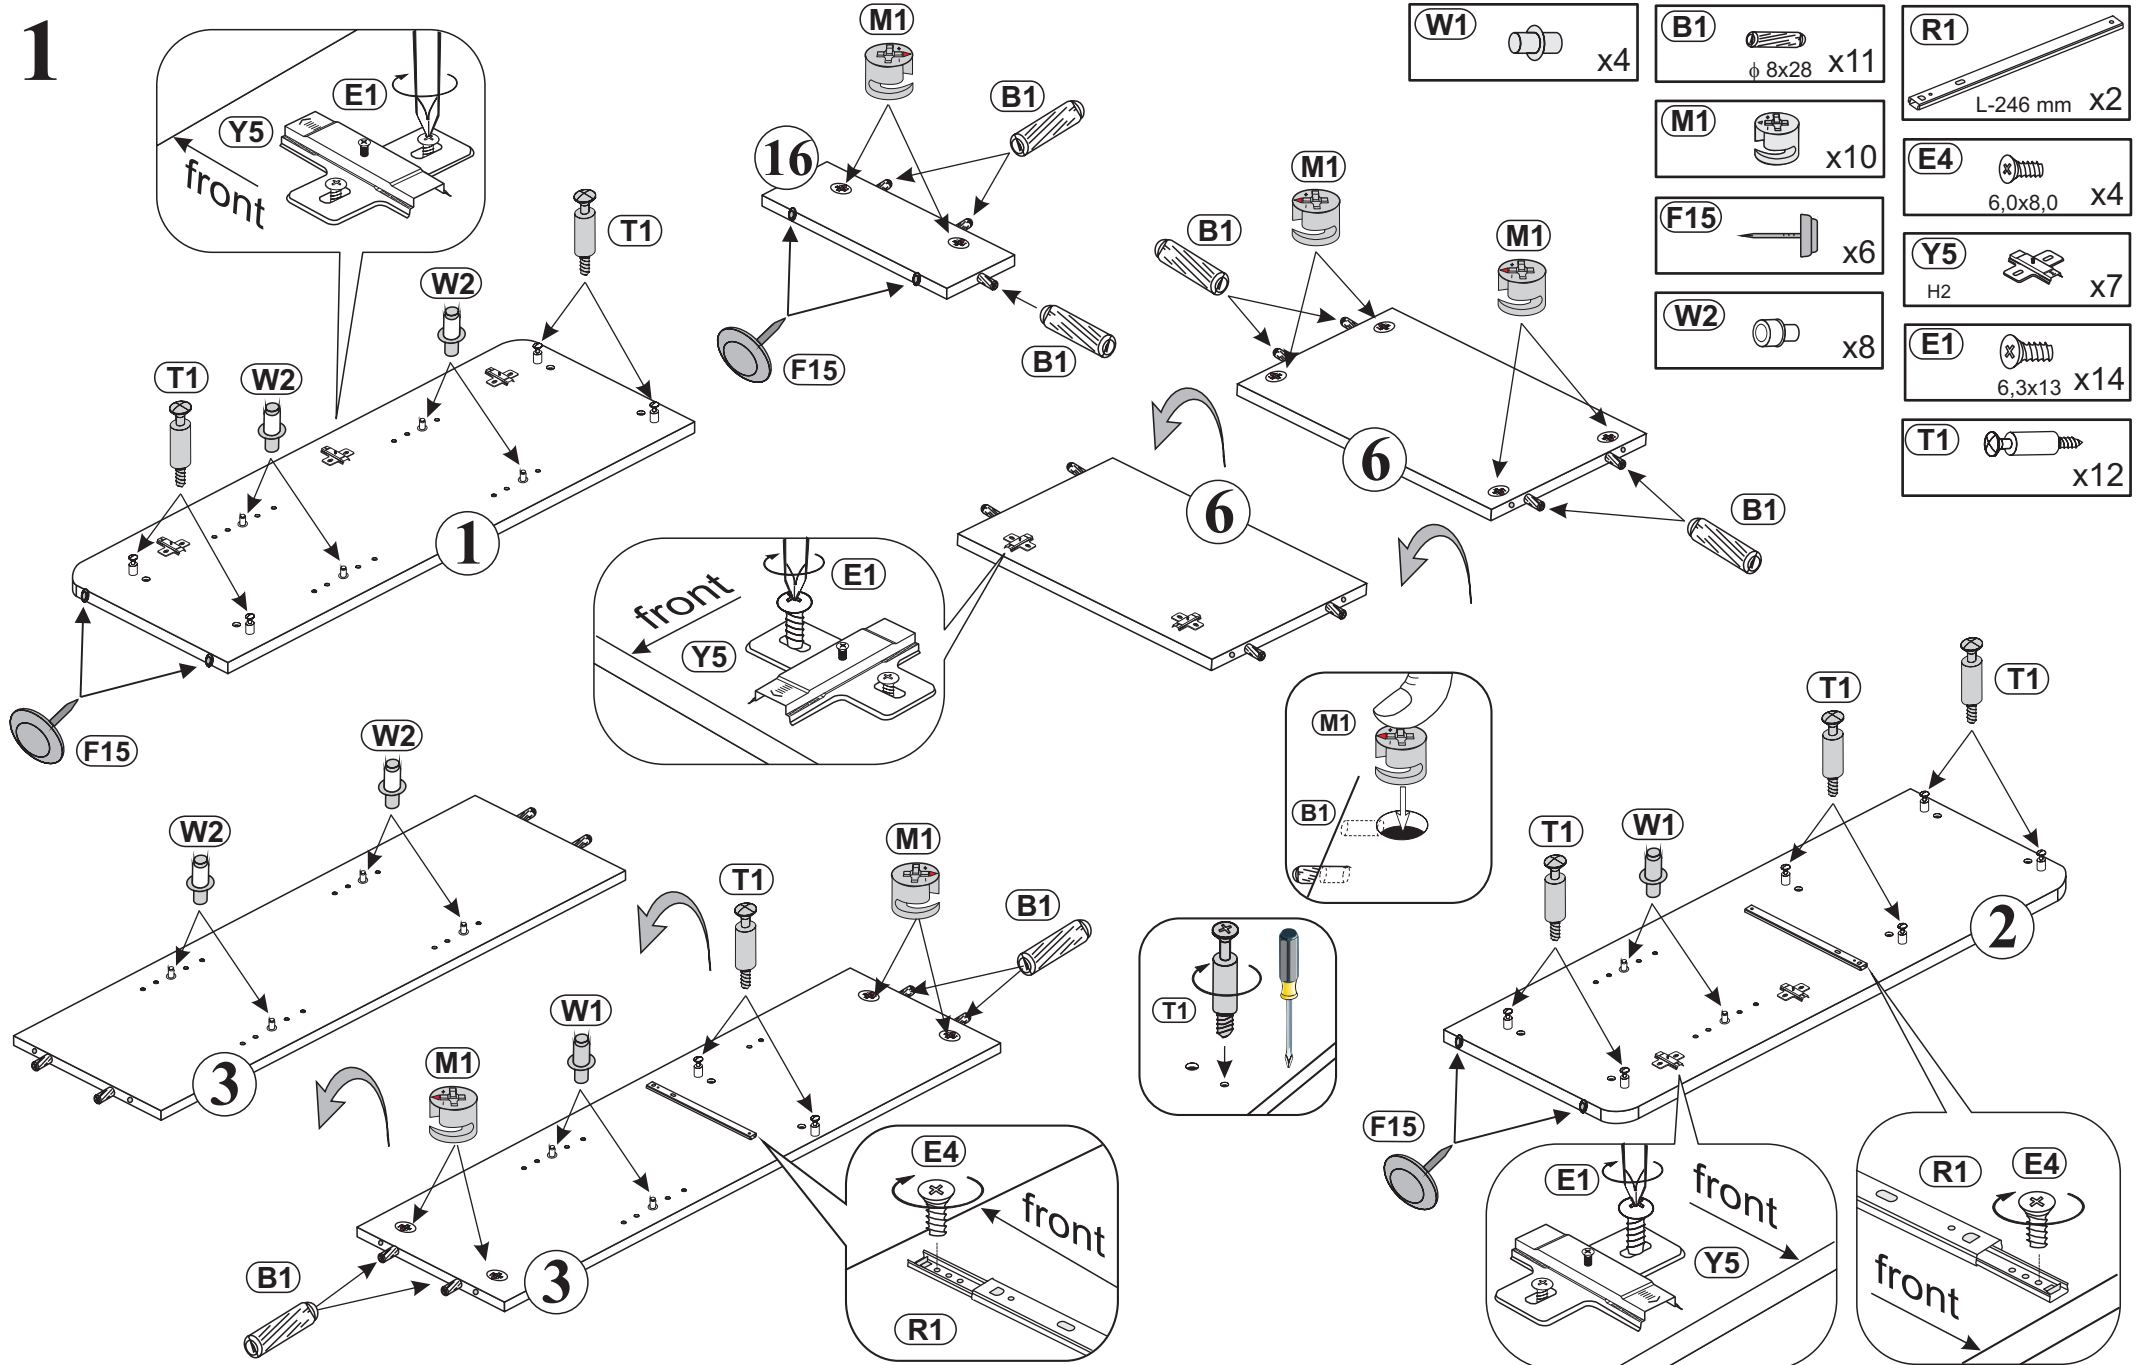 1
E1
Y5
front
T1
W2
T1
W2
1
F15
M1
B1
16
F15
B1
M1
B1
M1
6
B1
6
E1
front
Y5
W1
x4
B1
ϕ 8x28 x11
R1
L-246 mm x2
M1
x10
E4
6,0x8,0 x4
F15
x6
Y5
H2
x7
W2
x8
E1
6,3x13 x14
T1
x12
W2
W2
3
M1
B1
T1
W1
M1
B1
3
E4
front
R1
M1
B1
T1
T1
T1
T1
W1
2
F15
E1
front
Y5
R1
E4
front